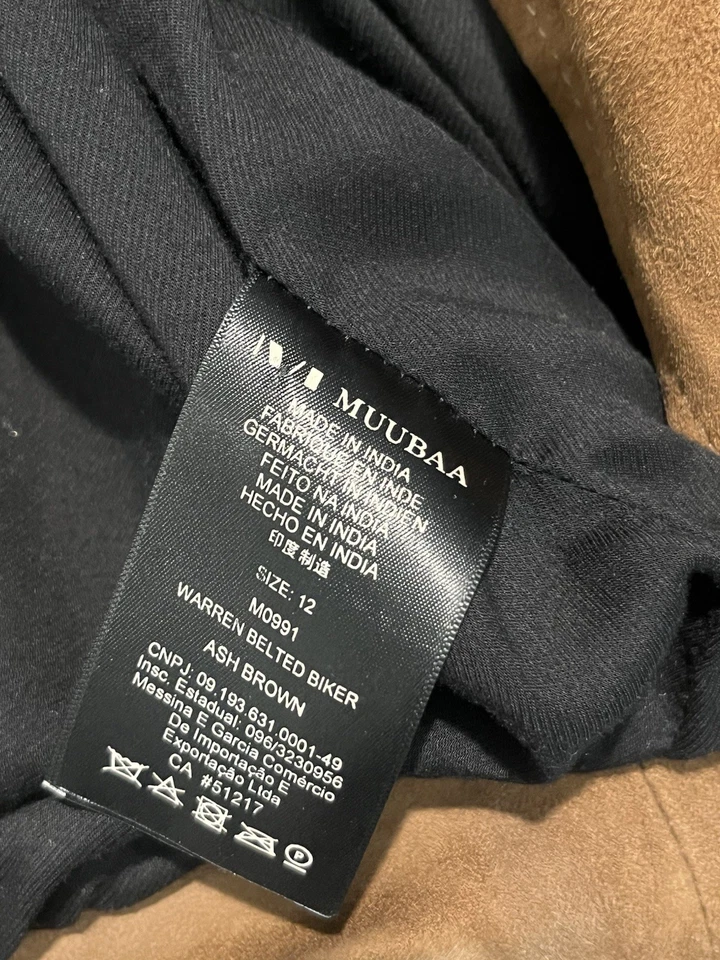 MUUBAA
MADE IN INDIA
FABRIQUE EN INDE
GERMACHT IN INDIEN
FEITO NA INDIA
MADE IN INDIA
HECHO EN INDIA
印度制造
SIZE: 12
M0991
WARREN BELTED BIKER
ASH BROWN
CNPJ: 09.193.631.0001-49
Insc. Estadual: 096/3230956
Messina E Garcia Comércio
De Importação E
Exportação Ltda
CA #51217
P